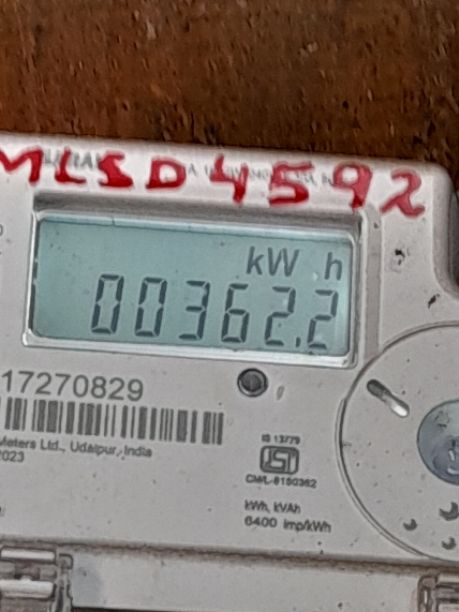 MLSD4592
kW h
00362.2
17270829
Meters Ltd., Udaipur, India
2023
IS 13779
CM/L-8150362
kWh, kVAh
6400 imp/kWh